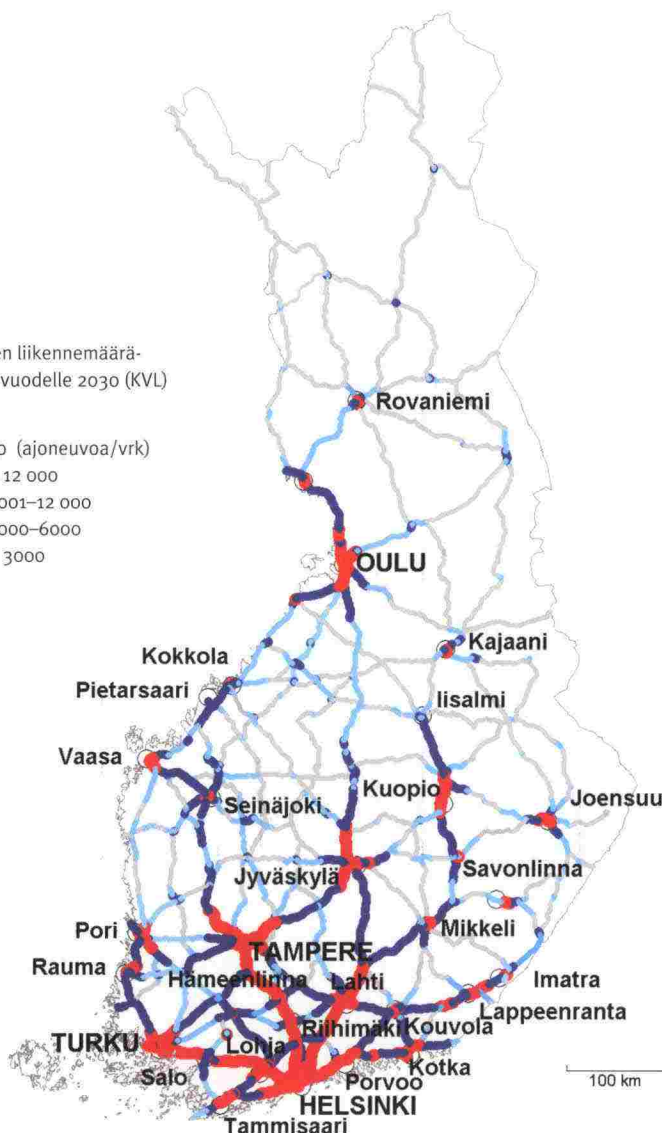 en liikennemäärä-
vuodelle 2030 (KVL)
(ajoneuvoa/vrk)
12 000
001–12 000
000–6000
3000
Rovaniemi
OULU
Kajaani
Kokkola
Pietarsaari
Iisalmi
Vaasa
Kuopio
Joensuu
Seinäjoki
Jyväskylä
Savonlinna
Pori
Mikkeli
TAMPERE
Rauma
Hämeenlinna
Lahti
Imatra
Lappeenranta
Riihimäki
Kouvola
TURKU
Lohja
Kotka
Salo
Porvoo
HELSINKI
Tammisaari
100 km